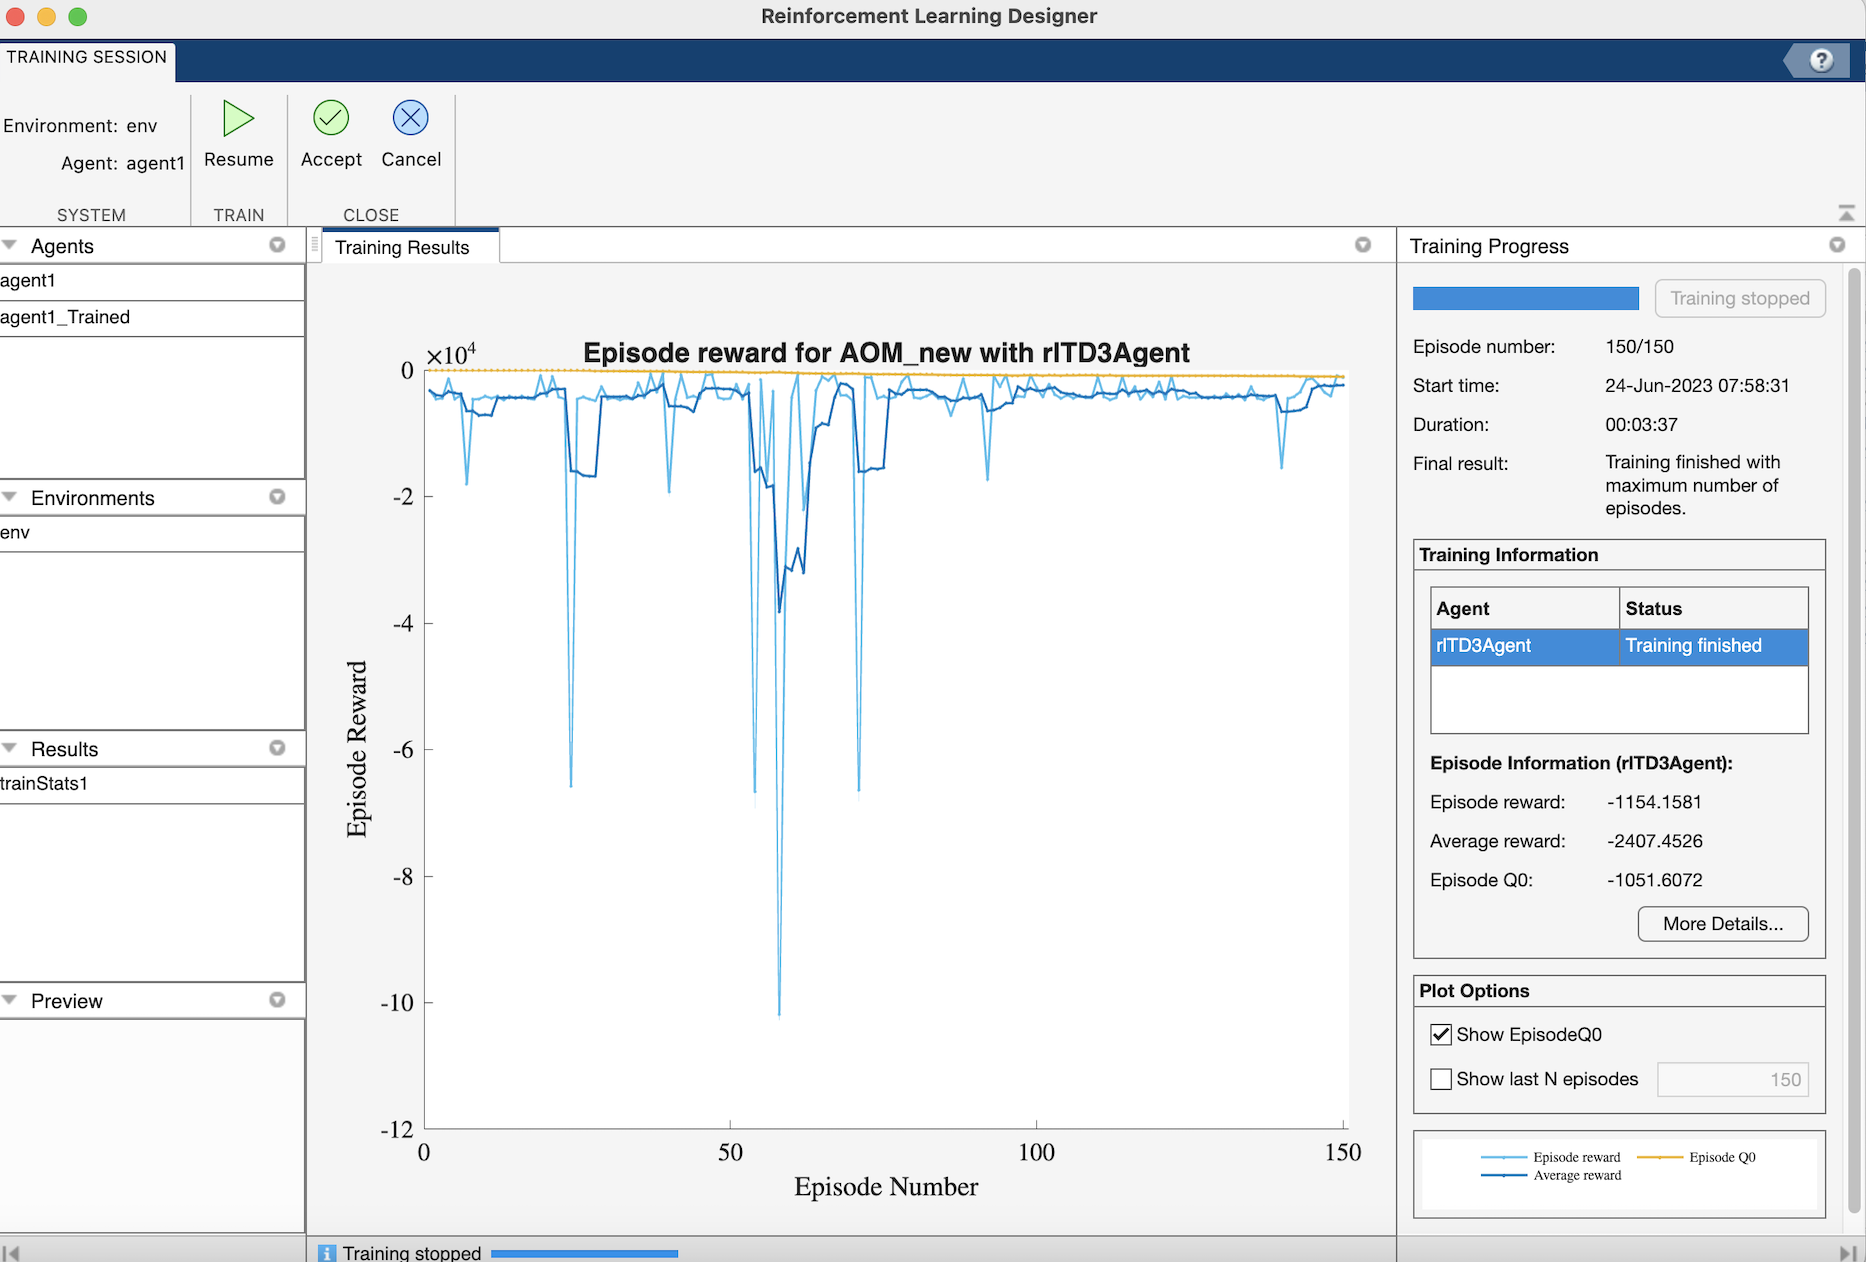 Reinforcement Learning Designer
TRAINING SESSION
?
Environment: env
Agent: agent1
Resume
Accept
Cancel
SYSTEM
TRAIN
CLOSE
Agents
agent1
agent1_Trained
Environments
env
Results
trainStats1
Preview
Training Results
×10⁴
Episode reward for AOM_new with rlTD3Agent
0
-2
-4
-6
-8
-10
-12
Episode Reward
0
50
100
150
Episode Number
Training stopped
Training Progress
Training stopped
Episode number: 150/150
Start time: 24-Jun-2023 07:58:31
Duration: 00:03:37
Final result: Training finished with
maximum number of
episodes.
Training Information
Agent Status
rlTD3Agent Training finished
Episode Information (rlTD3Agent):
Episode reward: -1154.1581
Average reward: -2407.4526
Episode Q0: -1051.6072
More Details...
Plot Options
Show EpisodeQ0
Show last N episodes 150
Episode reward Episode Q0
Average reward